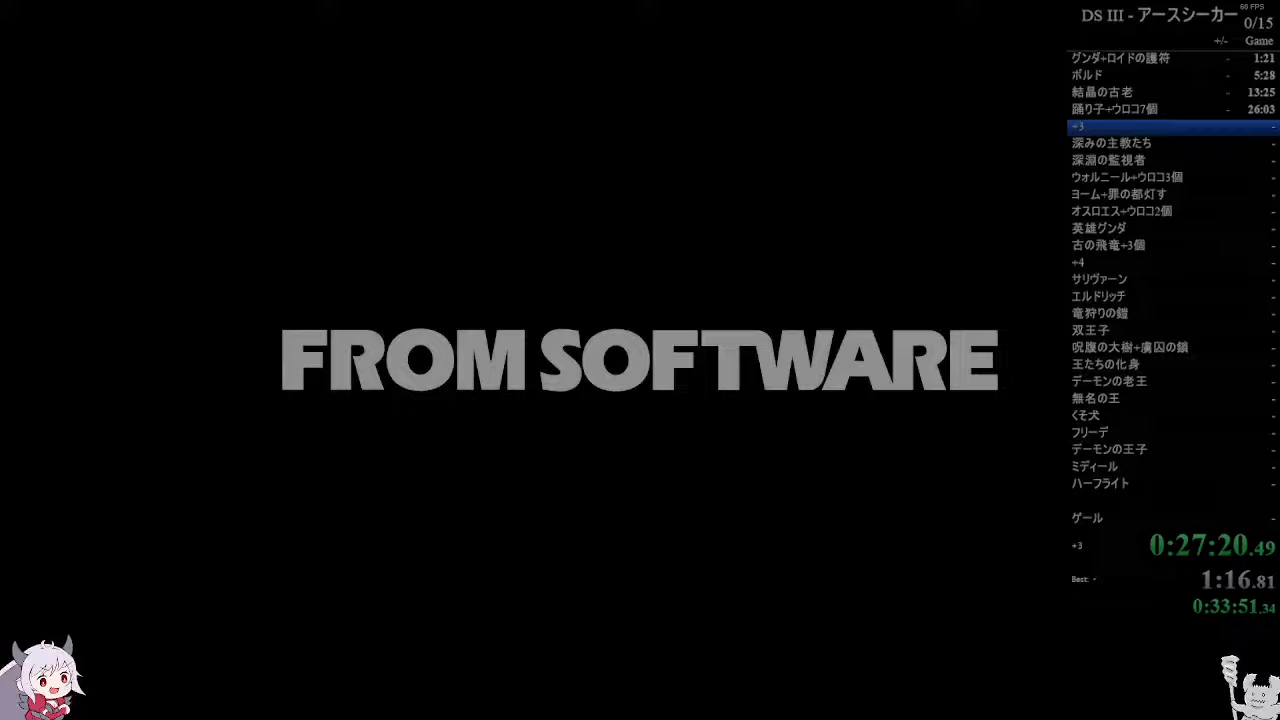 60 FPS
DS III - アースシーカー
0/15
+/- Game
グンダ+ロイドの護符 - 1:21
ボルド - 5:28
結晶の古老 - 13:25
踊り子+ウロコ7個 - 26:03
+3 -
深みの主教たち -
深淵の監視者 -
ウォルニール+ウロコ3個 -
ヨーム+罪の都灯す -
オスロエス+ウロコ2個 -
英雄グンダ -
古の飛竜+3個 -
+4 -
サリヴァーン -
エルドリッチ -
竜狩りの鎧 -
双王子 -
呪腹の大樹+虜囚の鎖 -
王たちの化身 -
デーモンの老王 -
無名の王 -
くそ犬 -
フリーデ -
デーモンの王子 -
ミディール -
ハーフライト -
ゲール -
+3 0:27:20.49
Best: - 1:16.81
0:33:51.34
FROM SOFTWARE